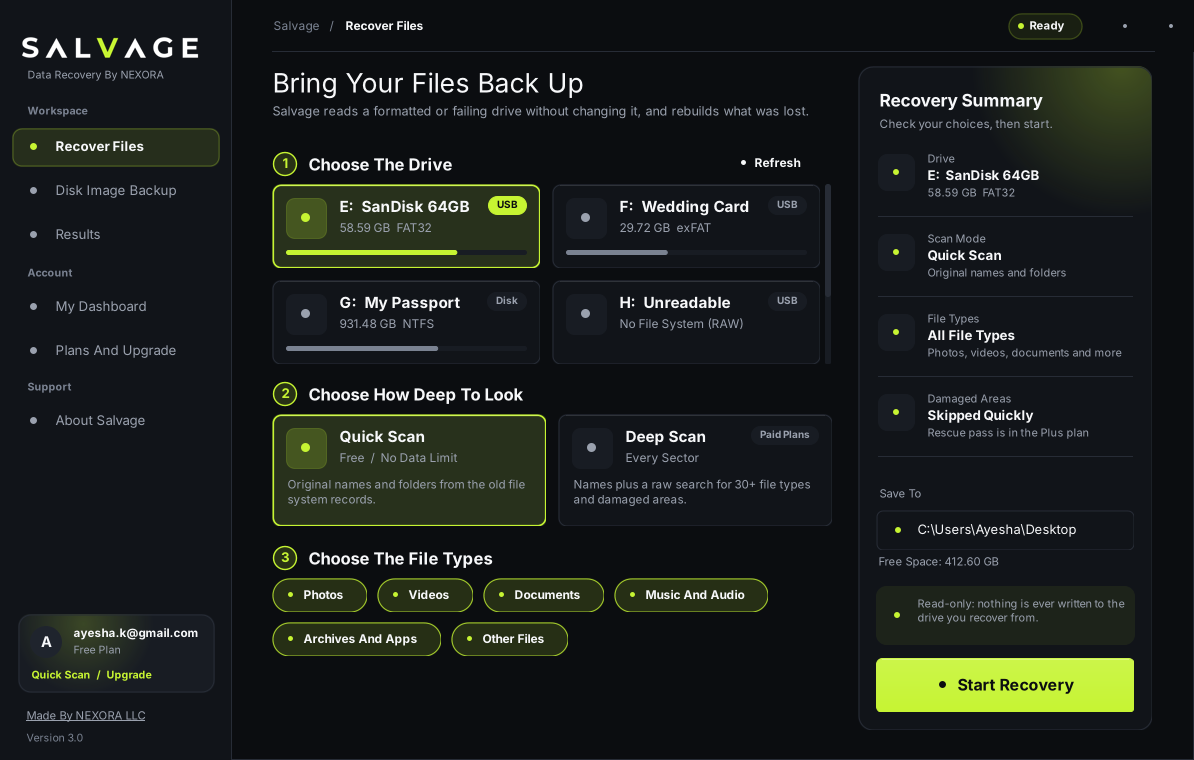 SALVAGE
Data Recovery By NEXORA
Workspace
Recover Files
Disk Image Backup
Results
Account
My Dashboard
Plans And Upgrade
Support
About Salvage
A
ayesha.k@gmail.com
Free Plan
Quick Scan / Upgrade
Made By NEXORA LLC
Version 3.0
Salvage / Recover Files
Ready
Bring Your Files Back Up
Salvage reads a formatted or failing drive without changing it, and rebuilds what was lost.
1 Choose The Drive
Refresh
E: SanDisk 64GB USB
58.59 GB FAT32
F: Wedding Card USB
29.72 GB exFAT
G: My Passport Disk
931.48 GB NTFS
H: Unreadable USB
No File System (RAW)
2 Choose How Deep To Look
Quick Scan
Free / No Data Limit
Original names and folders from the old file
system records.
Deep Scan Paid Plans
Every Sector
Names plus a raw search for 30+ file types
and damaged areas.
3 Choose The File Types
Photos
Videos
Documents
Music And Audio
Archives And Apps
Other Files
Recovery Summary
Check your choices, then start.
Drive
E: SanDisk 64GB
58.59 GB FAT32
Scan Mode
Quick Scan
Original names and folders
File Types
All File Types
Photos, videos, documents and more
Damaged Areas
Skipped Quickly
Rescue pass is in the Plus plan
Save To
C:\Users\Ayesha\Desktop
Free Space: 412.60 GB
Read-only: nothing is ever written to the
drive you recover from.
Start Recovery